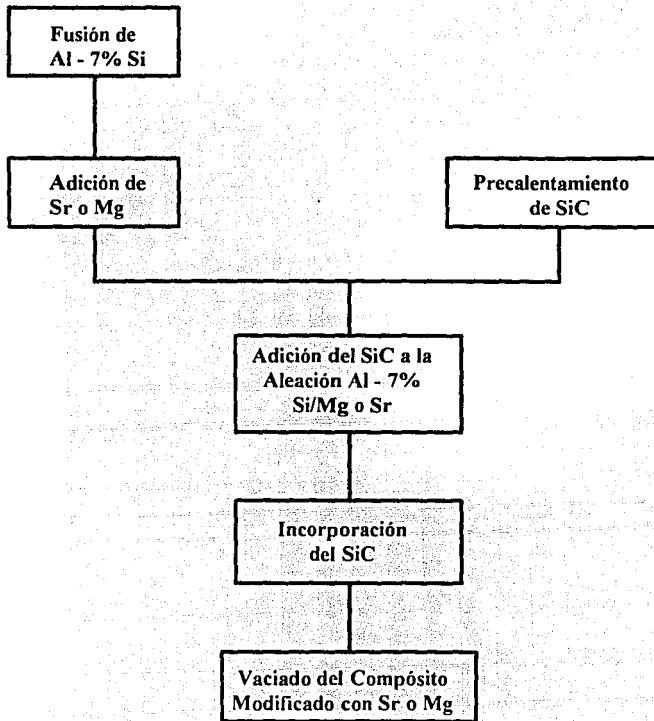 Fusión de
Al - 7% Si
Adición de
Sr o Mg
Precalentamiento
de SiC
Adición del SiC a la
Aleación Al - 7%
Si/Mg o Sr
Incorporación
del SiC
Vaciado del Compósito
Modificado con Sr o Mg